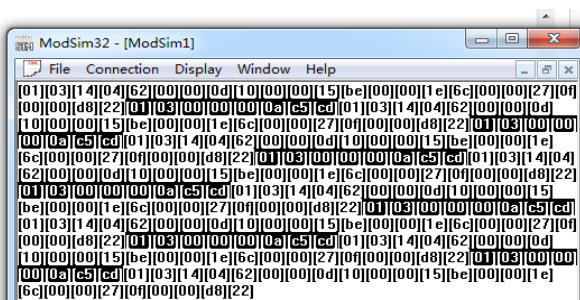 ModSim32 - [ModSim1]
File Connection Display Window Help
[01][03][14][04][62][00][00][0d][10][00][00][15][be][00][00][1e][6c][00][00][27][0f]
[00][00][d8][22][01][03][00][00][00][0a][c5][cd][01][03][14][04][62][00][00][0d]
[10][00][00][15][be][00][00][1e][6c][00][00][27][0f][00][00][d8][22][01][03][00][00]
[00][0a][c5][cd][01][03][14][04][62][00][00][0d][10][00][00][15][be][00][00][1e]
[6c][00][00][27][0f][00][00][d8][22][01][03][00][00][00][0a][c5][cd][01][03][14][04]
[62][00][00][0d][10][00][00][15][be][00][00][1e][6c][00][00][27][0f][00][00][d8][22]
[01][03][00][00][00][0a][c5][cd][01][03][14][04][62][00][00][0d][10][00][00][15]
[be][00][00][1e][6c][00][00][27][0f][00][00][d8][22][01][03][00][00][00][0a][c5][cd]
[01][03][14][04][62][00][00][0d][10][00][00][15][be][00][00][1e][6c][00][00][27][0f]
[00][00][d8][22][01][03][00][00][00][0a][c5][cd][01][03][14][04][62][00][00][0d]
[10][00][00][15][be][00][00][1e][6c][00][00][27][0f][00][00][d8][22][01][03][00][00]
[00][0a][c5][cd][01][03][14][04][62][00][00][0d][10][00][00][15][be][00][00][1e]
[6c][00][00][27][0f][00][00][d8][22]